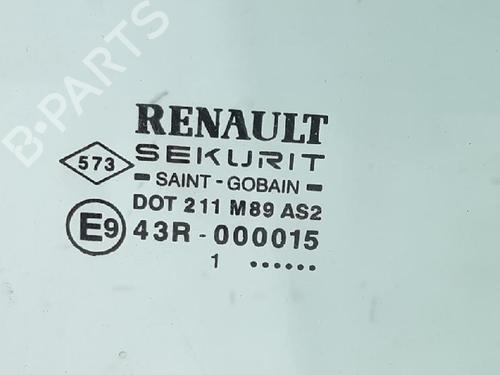 B-PARTS
RENAULT
573
SEKURIT
- SAINT - GOBAIN -
DOT 211 M89 AS2
E9 43R - 000015
1 ......